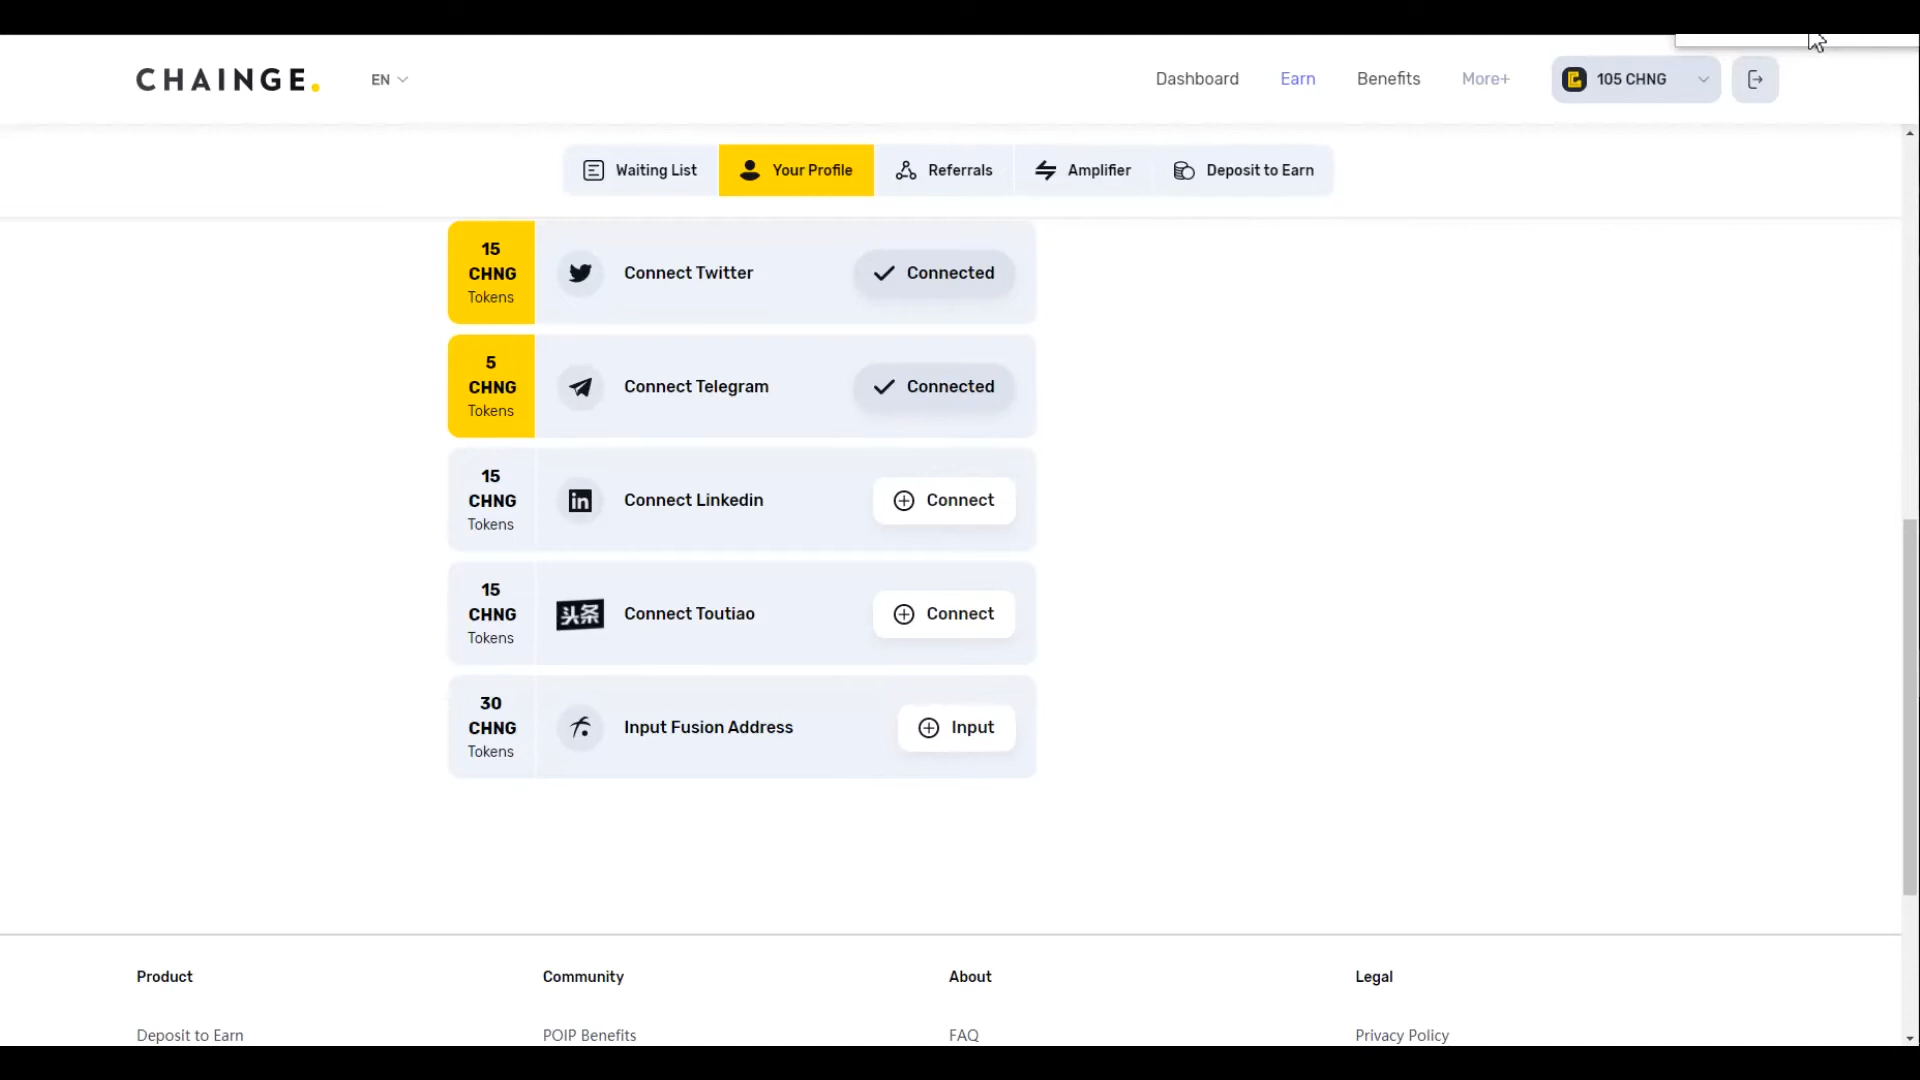 CHAINGE.
EN
Dashboard
Earn
Benefits
More+
105 CHNG
Waiting List
Your Profile
Referrals
Amplifier
Deposit to Earn
15
CHNG
Tokens
Connect Twitter
Connected
5
CHNG
Tokens
Connect Telegram
Connected
15
CHNG
Tokens
in
Connect Linkedin
Connect
15
CHNG
Tokens
头条
Connect Toutiao
Connect
30
CHNG
Tokens
Input Fusion Address
Input
Product
Community
About
Legal
Deposit to Earn
POIP Benefits
FAQ
Privacy Policy